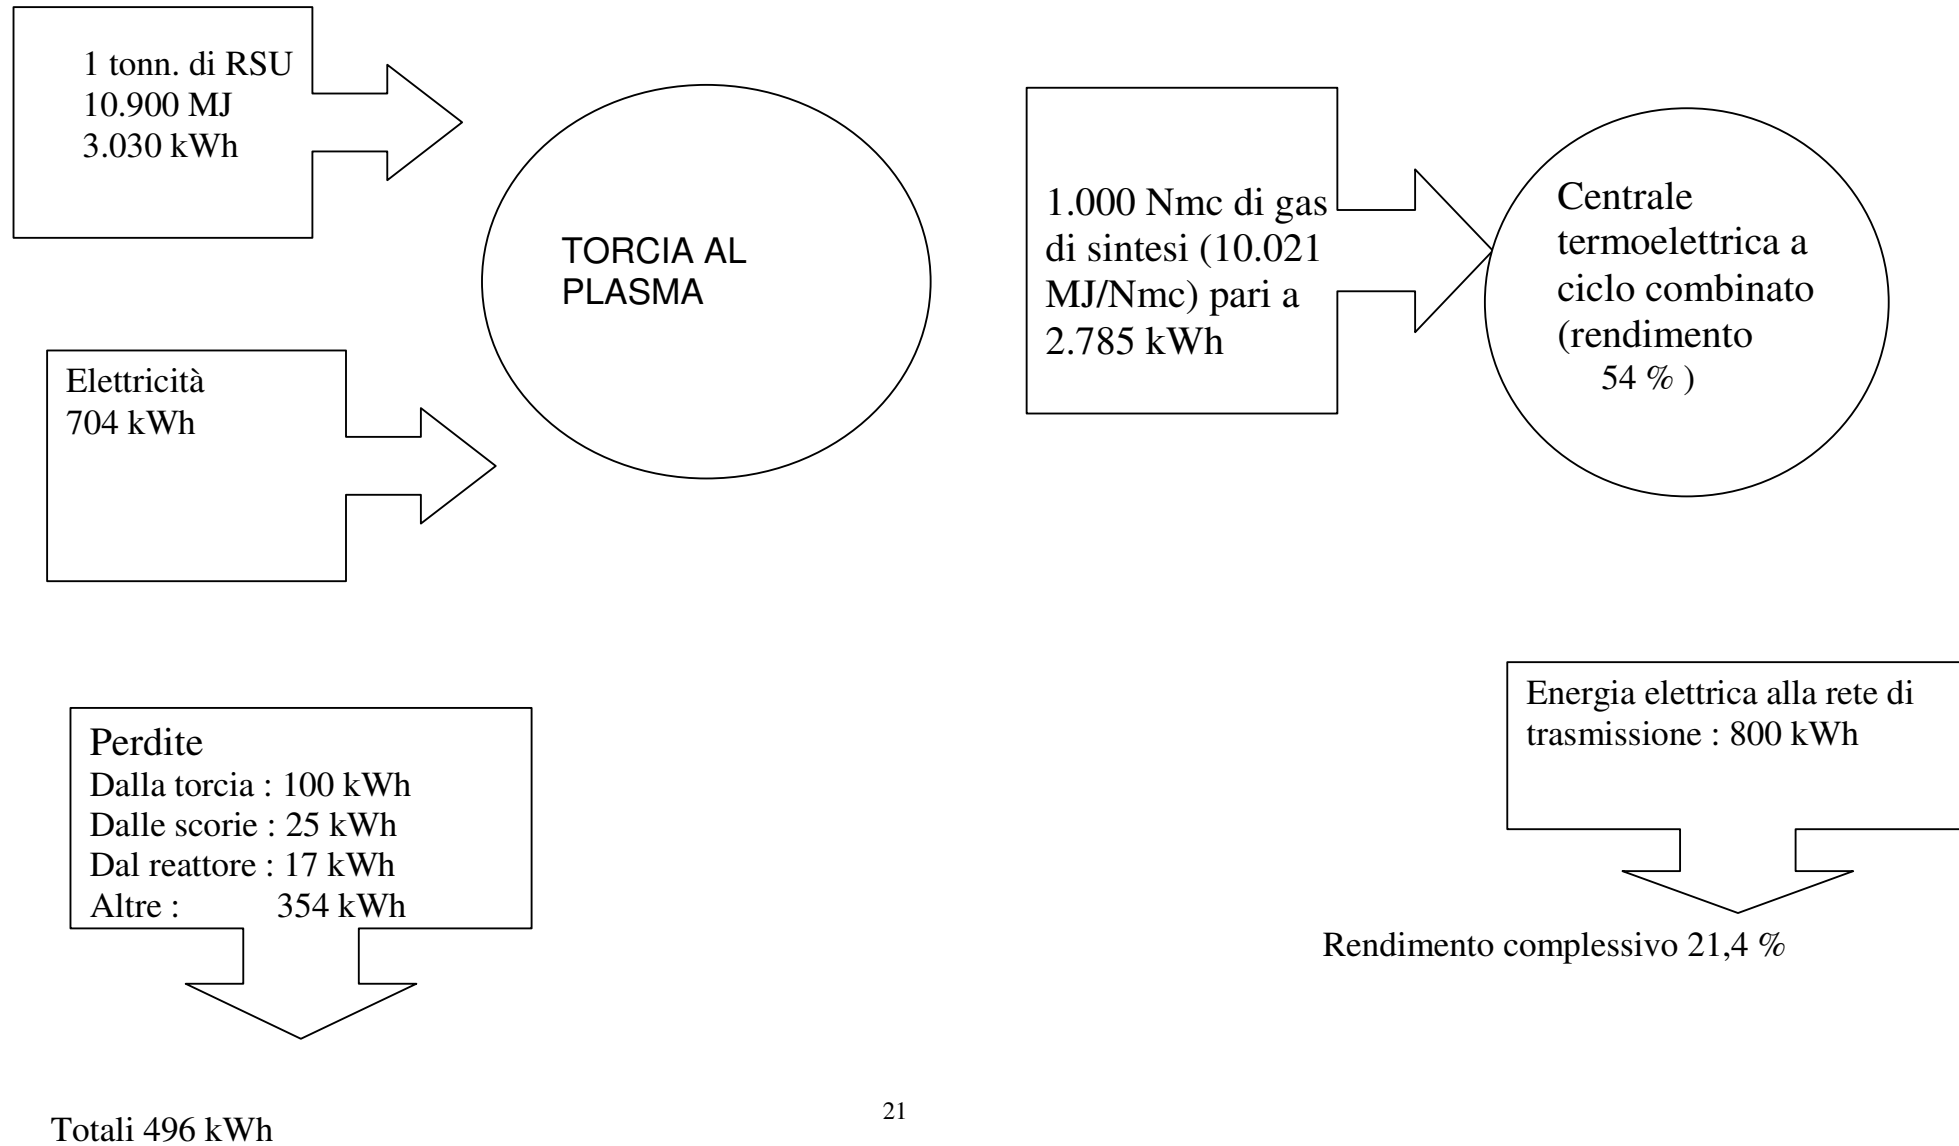 1 tonn. di RSU
10.900 MJ
3.030 kWh
Elettricità
704 kWh
TORCIA AL
PLASMA
1.000 Nmc di gas
di sintesi (10.021
MJ/Nmc) pari a
2.785 kWh
Centrale
termoelettrica a
ciclo combinato
(rendimento
54 % )
Perdite
Dalla torcia : 100 kWh
Dalle scorie : 25 kWh
Dal reattore : 17 kWh
Altre : 354 kWh
Energia elettrica alla rete di
trasmissione : 800 kWh
Rendimento complessivo 21,4 %
Totali 496 kWh
21